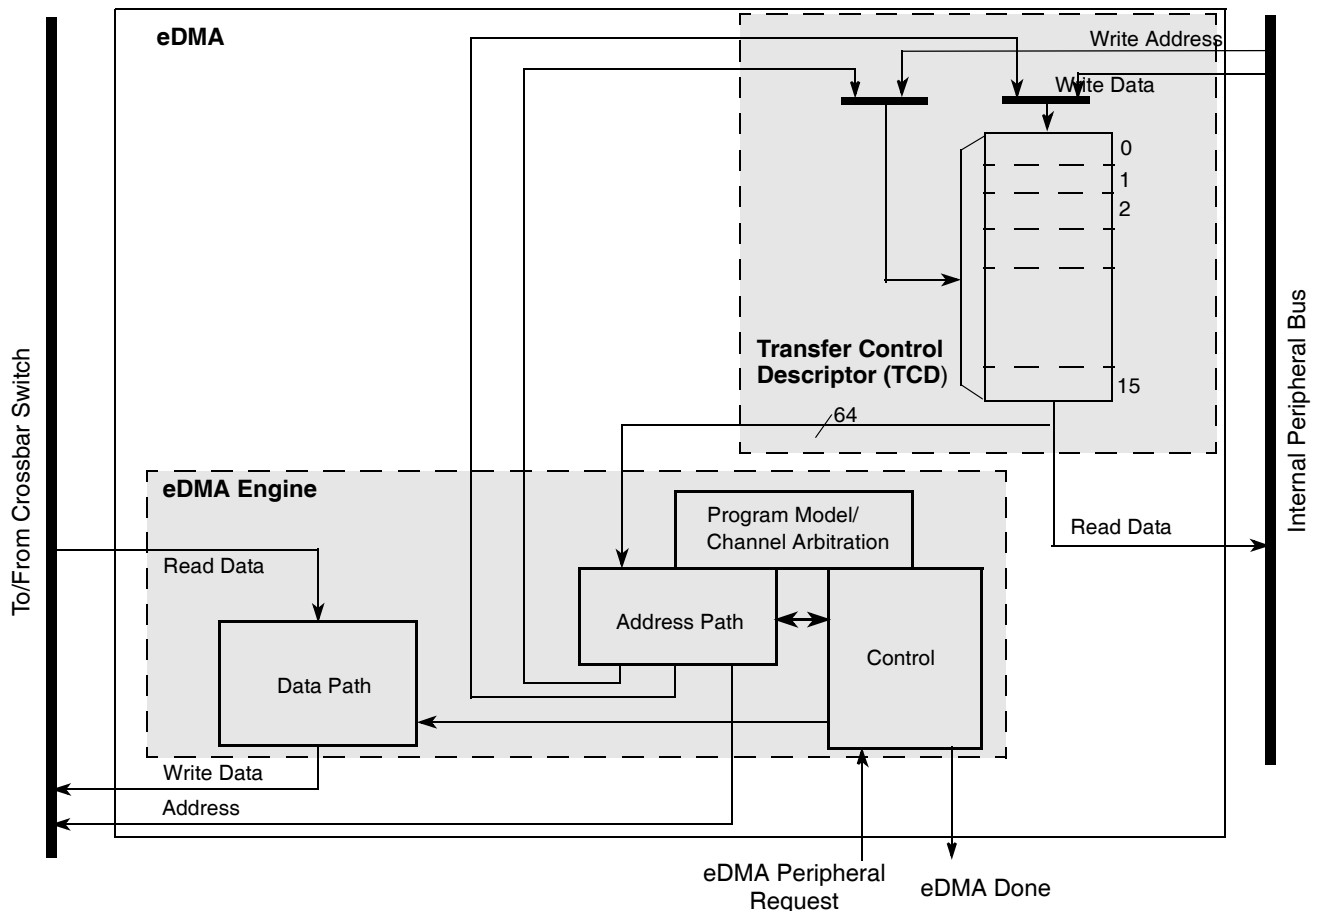 eDMA
Write Address
Write Data
0
1
2
15
Transfer Control
Descriptor (TCD)
64
To/From Crossbar Switch
Internal Peripheral Bus
eDMA Engine
Program Model/
Channel Arbitration
Read Data
Read Data
Address Path
Control
Data Path
Write Data
Address
eDMA Peripheral
Request
eDMA Done